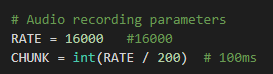 # Audio recording parameters
RATE = 16000   #16000
CHUNK = int(RATE / 200)  # 100ms